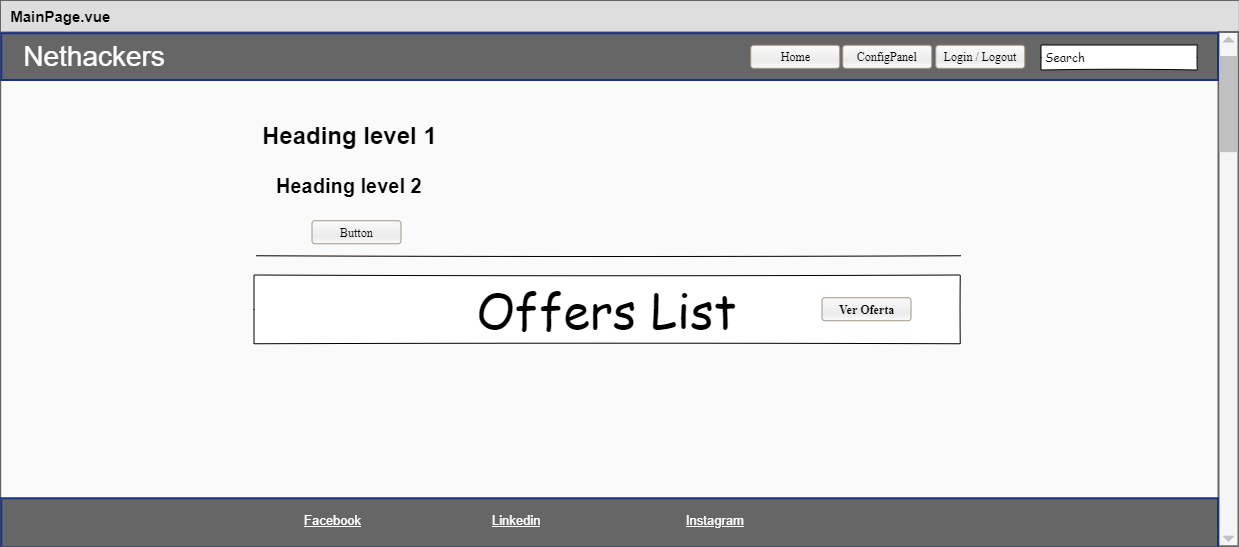 MainPage.vue
Nethackers
Home ConfigPanel Login / Logout Search
Heading level 1
Heading level 2
Button
Offers List Ver Oferta
Facebook Linkedin Instagram